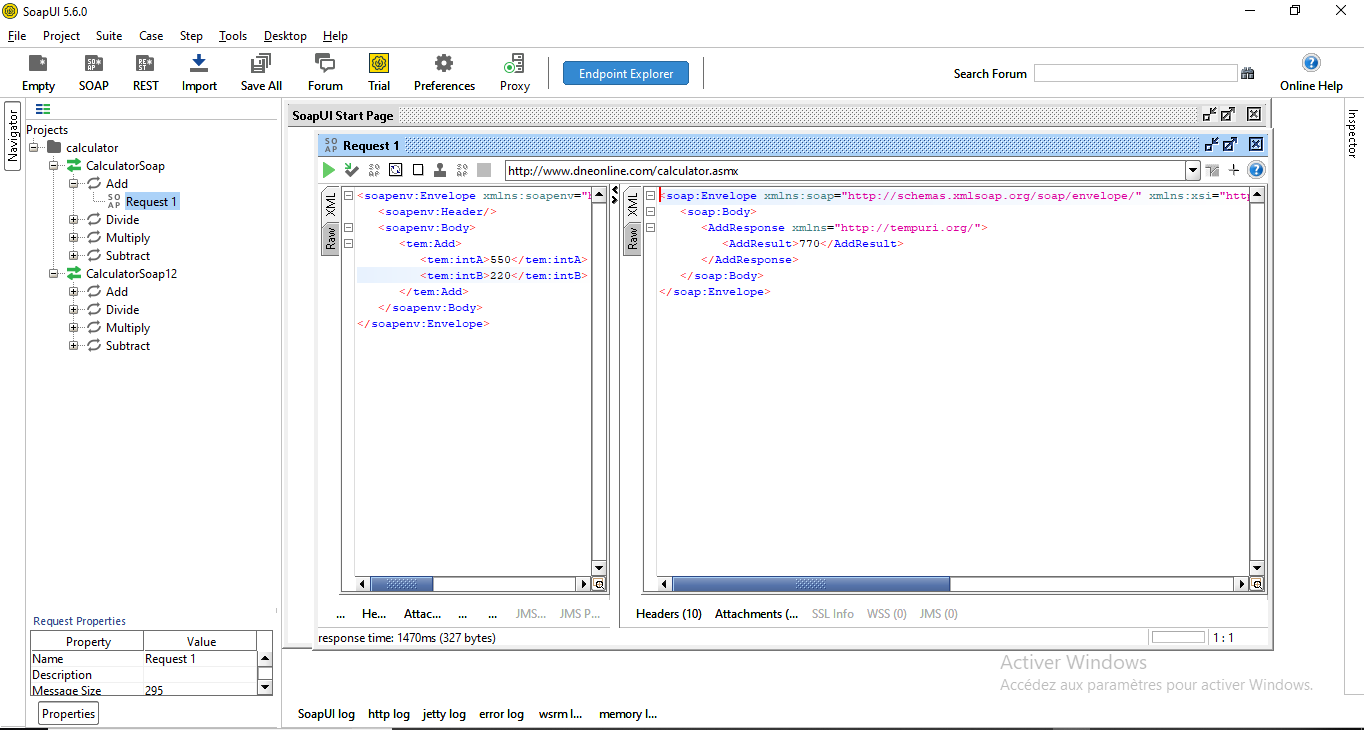 SoapUI 5.6.0
File Project Suite Case Step Tools Desktop Help
Empty SOAP REST Import Save All Forum Trial Preferences Proxy Endpoint Explorer Search Forum Online Help
Navigator
Projects
calculator
CalculatorSoap
Add
SO AP Request 1
Divide
Multiply
Subtract
CalculatorSoap12
Add
Divide
Multiply
Subtract
Request Properties
Property Value
Name Request 1
Description
Message Size 295
Properties
SoapUI Start Page
SO AP Request 1
http://www.dneonline.com/calculator.asmx
XML
Raw
<soapenv:Envelope xmlns:soapenv="h
<soapenv:Header/>
<soapenv:Body>
<tem:Add>
<tem:intA>550</tem:intA>
<tem:intB>220</tem:intB>
</tem:Add>
</soapenv:Body>
</soapenv:Envelope>
... He... Attac... ... ... JMS... JMS P...
XML
Raw
<soap:Envelope xmlns:soap="http://schemas.xmlsoap.org/soap/envelope/" xmlns:xsi="http
<soap:Body>
<AddResponse xmlns="http://tempuri.org/">
<AddResult>770</AddResult>
</AddResponse>
</soap:Body>
</soap:Envelope>
Headers (10) Attachments (... SSL Info WSS (0) JMS (0)
response time: 1470ms (327 bytes) 1 : 1
Inspector
Activer Windows
Accédez aux paramètres pour activer Windows.
SoapUI log http log jetty log error log wsrm l... memory l...